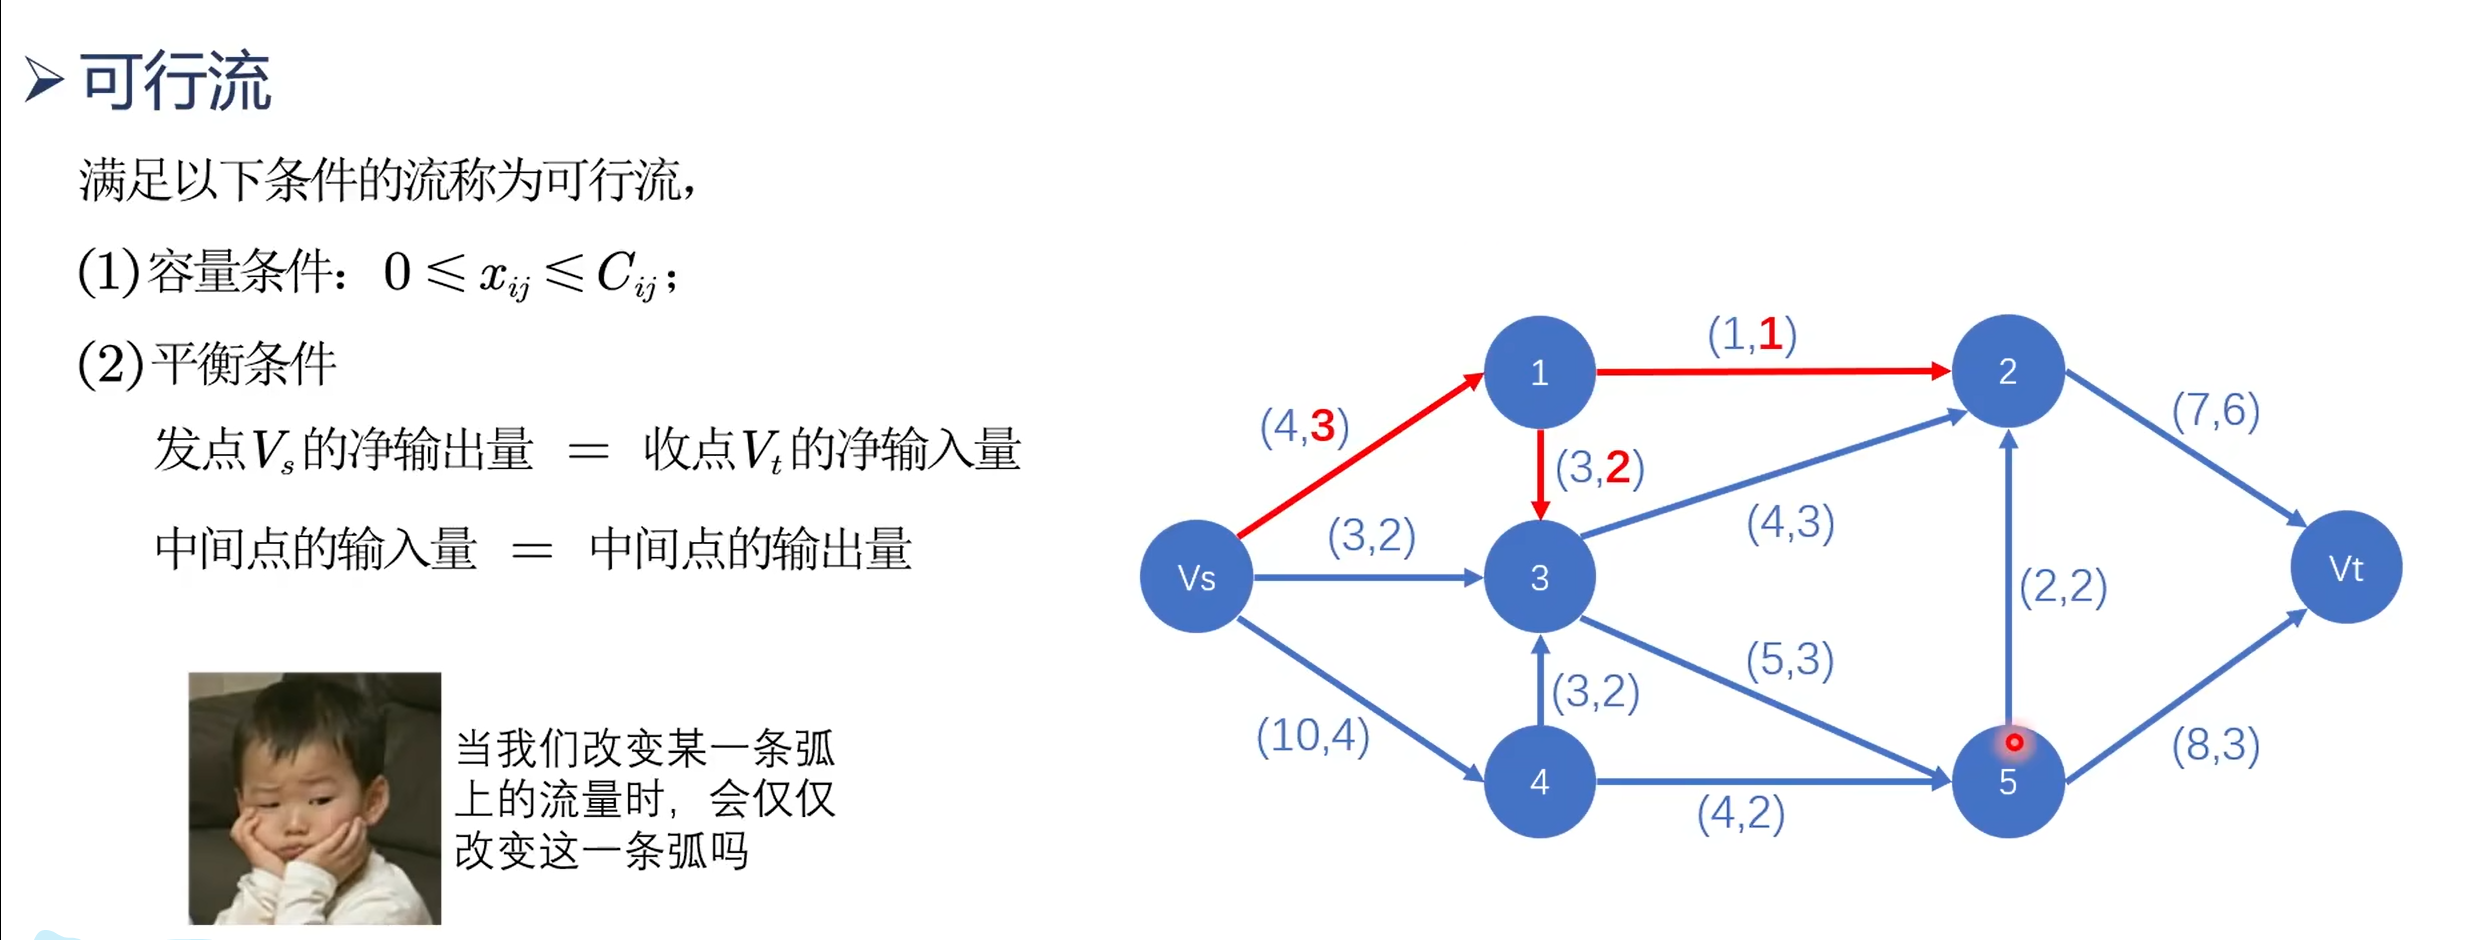 可行流
满足以下条件的流称为可行流，
(1)容量条件：0 ≤ x_{ij} ≤ C_{ij}；
(2)平衡条件
发点V_s的净输出量 = 收点V_t的净输入量
中间点的输入量 = 中间点的输出量
当我们改变某一条弧
上的流量时，会仅仅
改变这一条弧吗
(1,1)
1
2
(4,3)
(7,6)
(3,2)
(4,3)
(3,2)
Vs
3
Vt
(2,2)
(5,3)
(3,2)
(10,4)
(8,3)
4
5
(4,2)